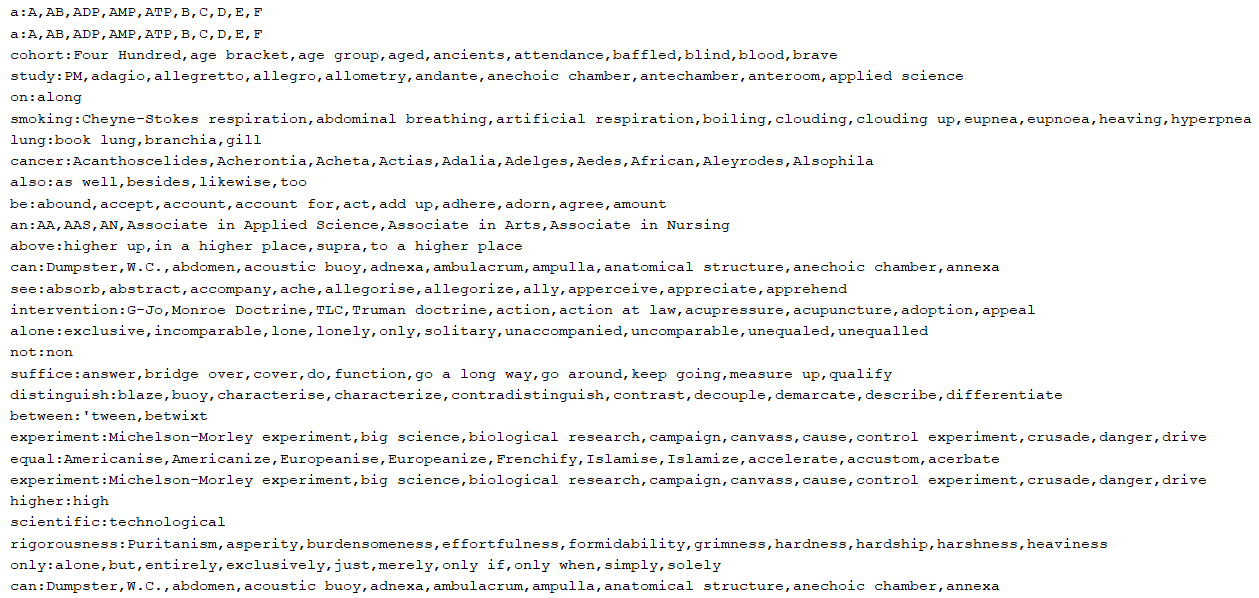 a:A,AB,ADP,AMP,ATP,B,C,D,E,F
a:A,AB,ADP,AMP,ATP,B,C,D,E,F
cohort:Four Hundred,age bracket,age group,aged,ancients,attendance,baffled,blind,blood,brave
study:PM,adagio,allegretto,allegro,allometry,andante,anechoic chamber,antechamber,anteroom,applied science
on:along
smoking:Cheyne-Stokes respiration,abdominal breathing,artificial respiration,boiling,clouding,clouding up,eupnea,eupnoea,heaving,hyperpnea
lung:book lung,branchia,gill
cancer:Acanthoscelides,Acherontia,Acheta,Actias,Adalia,Adelges,Aedes,African,Aleyrodes,Alsophila
also:as well,besides,likewise,too
be:abound,accept,account,account for,act,add up,adhere,adorn,agree,amount
an:AA,AAS,AN,Associate in Applied Science,Associate in Arts,Associate in Nursing
above:higher up,in a higher place,supra,to a higher place
can:Dumpster,W.C.,abdomen,acoustic buoy,adnexa,ambulacrum,ampulla,anatomical structure,anechoic chamber,annexa
see:absorb,abstract,accompany,ache,allegorise,allegorize,ally,apperceive,appreciate,apprehend
intervention:G-Jo,Monroe Doctrine,TLC,Truman doctrine,action,action at law,acupressure,acupuncture,adoption,appeal
alone:exclusive,incomparable,lone,lonely,only,solitary,unaccompanied,uncomparable,unequaled,unequalled
not:non
suffice:answer,bridge over,cover,do,function,go a long way,go around,keep going,measure up,qualify
distinguish:blaze,buoy,characterise,characterize,contradistinguish,contrast,decouple,demarcate,describe,differentiate
between:'tween,betwixt
experiment:Michelson-Morley experiment,big science,biological research,campaign,canvass,cause,control experiment,crusade,danger,drive
equal:Americanise,Americanize,Europeanise,Europeanize,Frenchify,Islamise,Islamize,accelerate,accustom,acerbate
experiment:Michelson-Morley experiment,big science,biological research,campaign,canvass,cause,control experiment,crusade,danger,drive
higher:high
scientific:technological
rigorousness:Puritanism,asperity,burdensomeness,effortfulness,formidability,grimness,hardness,hardship,harshness,heaviness
only:alone,but,entirely,exclusively,just,merely,only if,only when,simply,solely
can:Dumpster,W.C.,abdomen,acoustic buoy,adnexa,ambulacrum,ampulla,anatomical structure,anechoic chamber,annexa